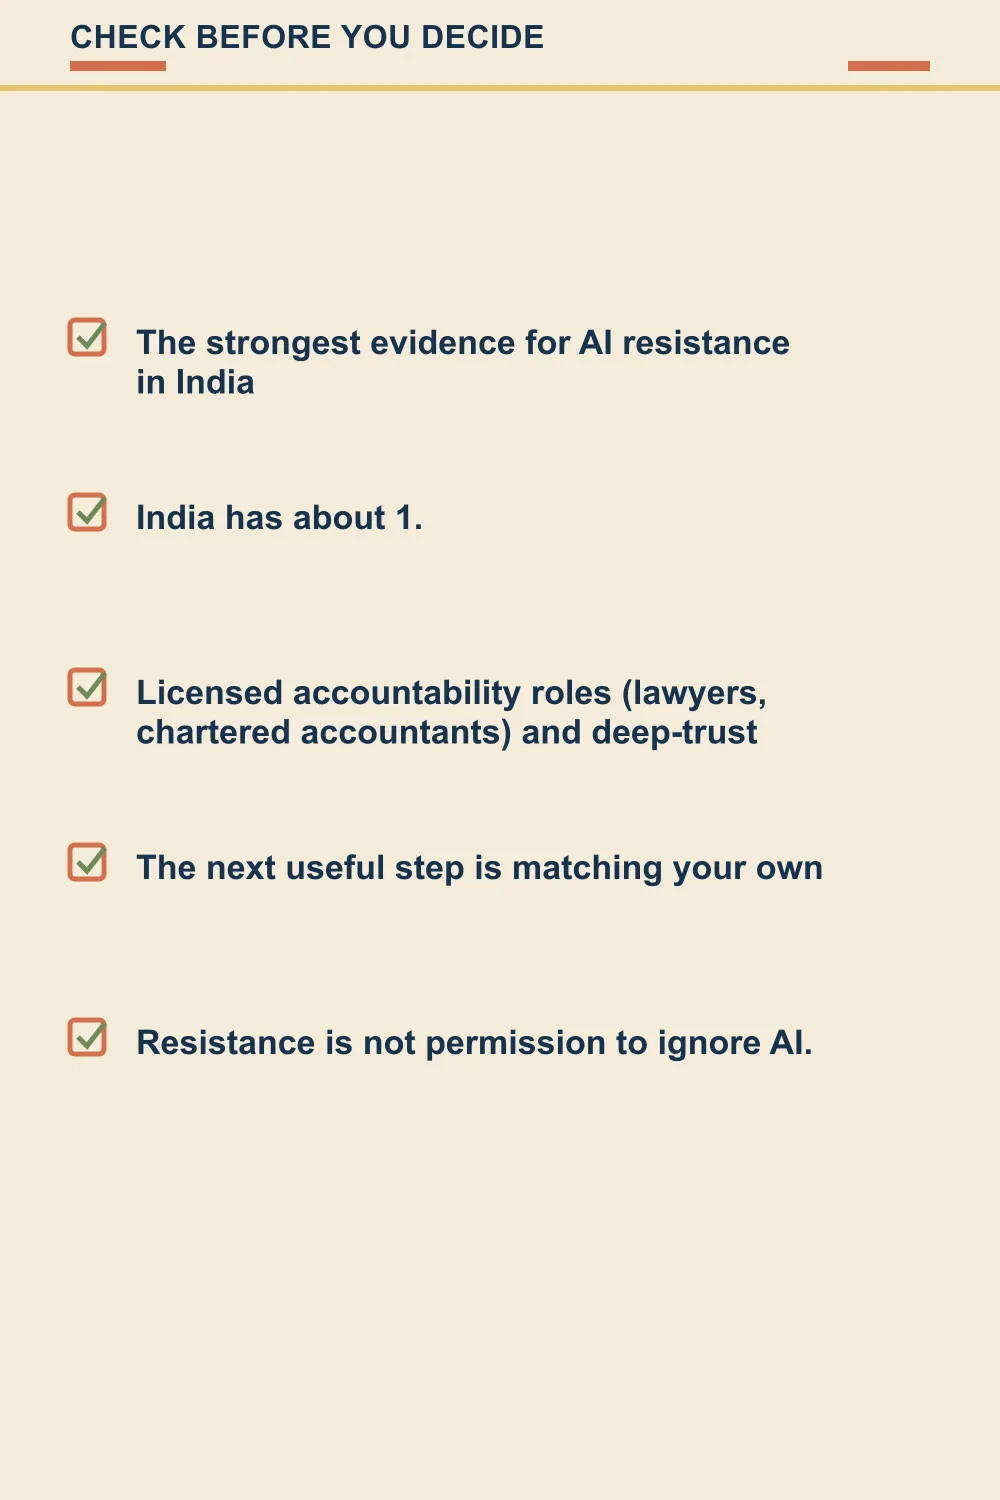 CHECK BEFORE YOU DECIDE
The strongest evidence for AI resistance
in India
India has about 1.
Licensed accountability roles (lawyers,
chartered accountants) and deep-trust
The next useful step is matching your own
Resistance is not permission to ignore AI.